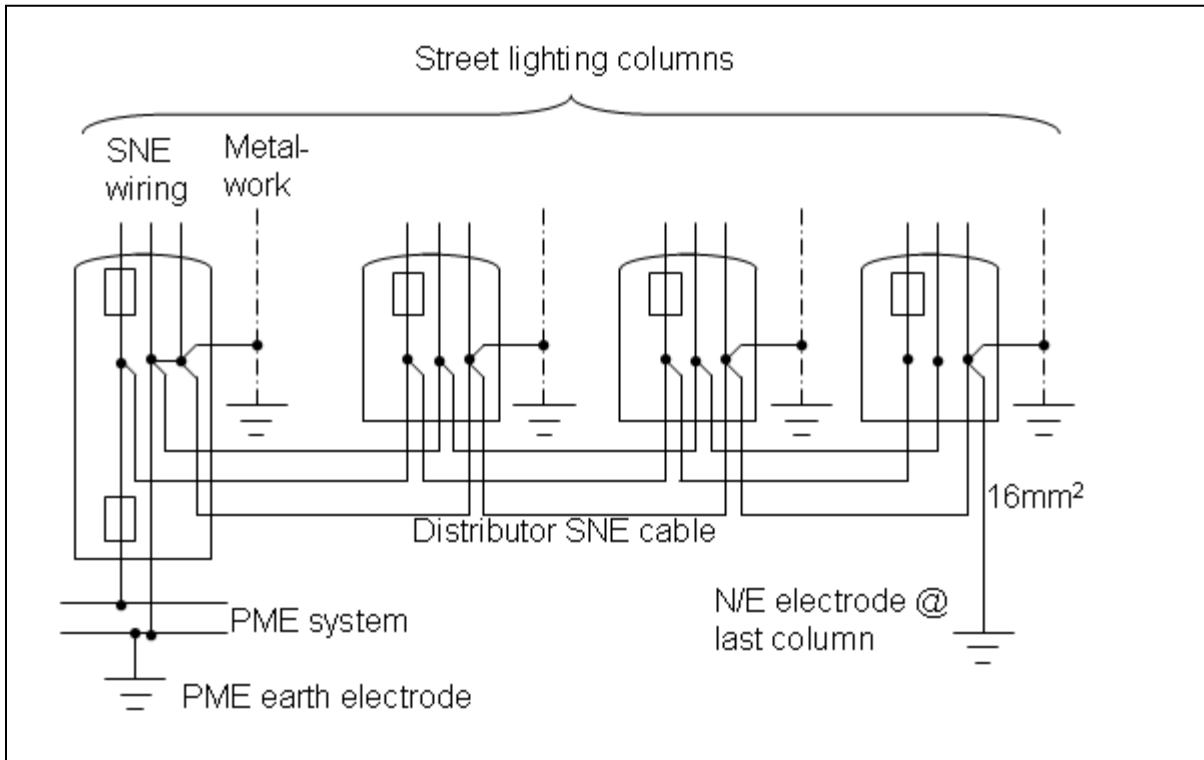 Street lighting columns
SNE
wiring
Metal-
work
Distributor SNE cable
16mm²
PME system
N/E electrode @
last column
PME earth electrode